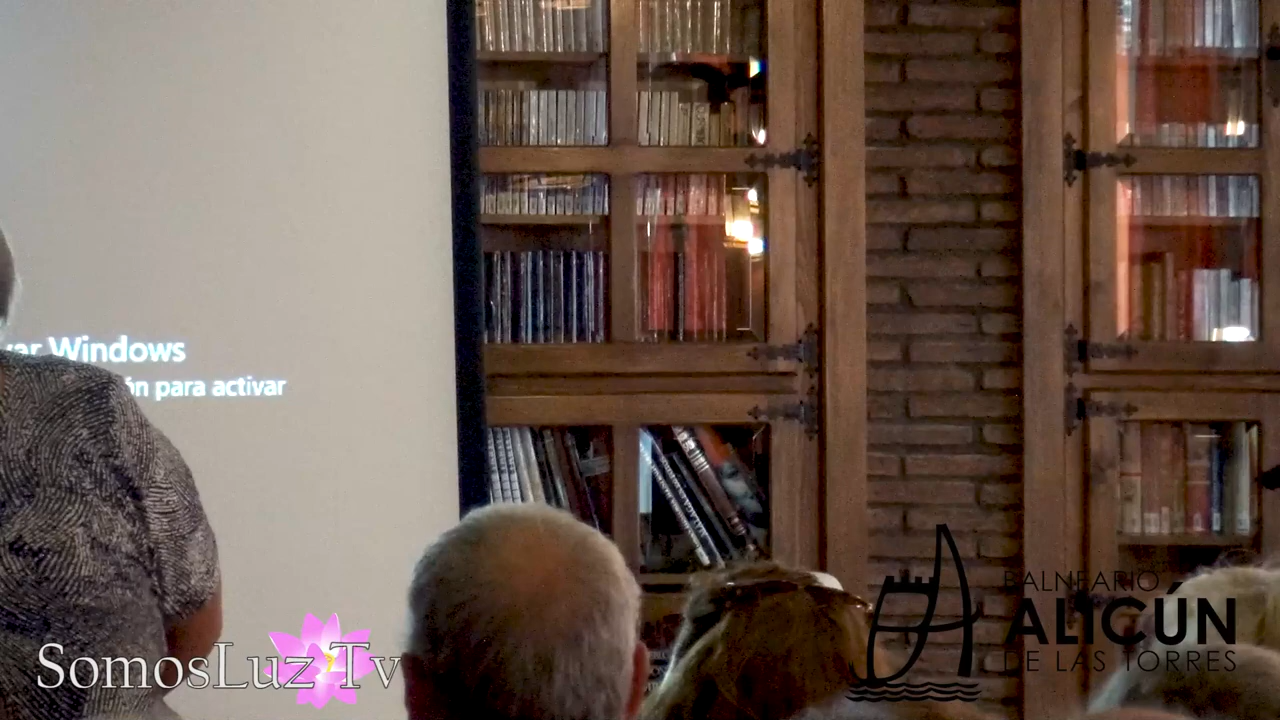 var Windows
ón para activar
SomosLuz Tv
BALNEARIO
ALICÚN
DE LAS TORRES